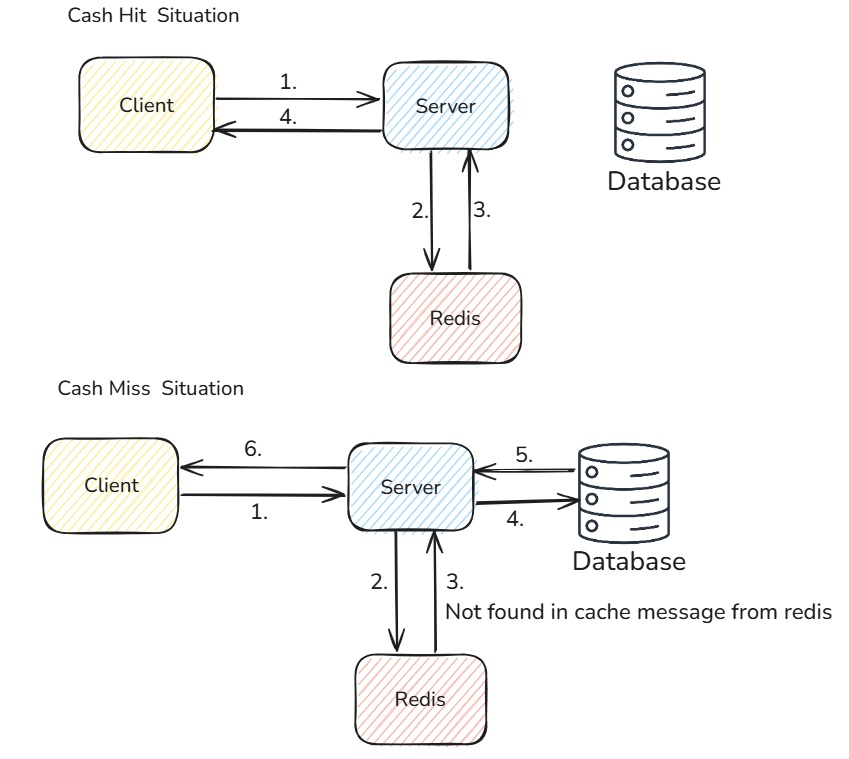 Cash Hit  Situation
1.
Client
Server
4.
Database
2.
3.
Redis
Cash Miss  Situation
6.
5.
Client
Server
1.
4.
Database
2.
3.
Not found in cache message from redis
Redis